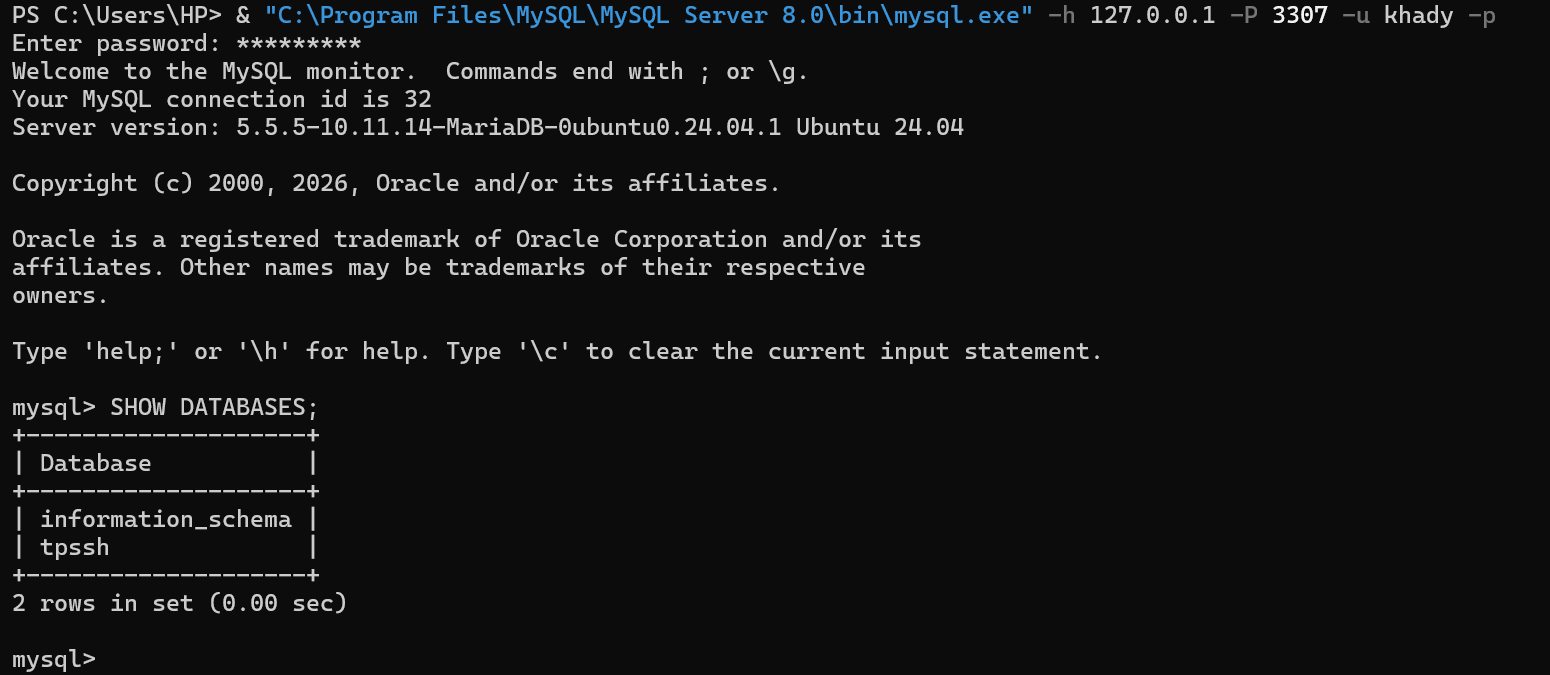 PS C:\Users\HP> & "C:\Program Files\MySQL\MySQL Server 8.0\bin\mysql.exe" -h 127.0.0.1 -P 3307 -u khady -p
Enter password: *********
Welcome to the MySQL monitor.  Commands end with ; or \g.
Your MySQL connection id is 32
Server version: 5.5.5-10.11.14-MariaDB-0ubuntu0.24.04.1 Ubuntu 24.04

Copyright (c) 2000, 2026, Oracle and/or its affiliates.

Oracle is a registered trademark of Oracle Corporation and/or its
affiliates. Other names may be trademarks of their respective
owners.

Type 'help;' or '\h' for help. Type '\c' to clear the current input statement.

mysql> SHOW DATABASES;
+--------------------+
| Database           |
+--------------------+
| information_schema |
| tpssh              |
+--------------------+
2 rows in set (0.00 sec)

mysql>